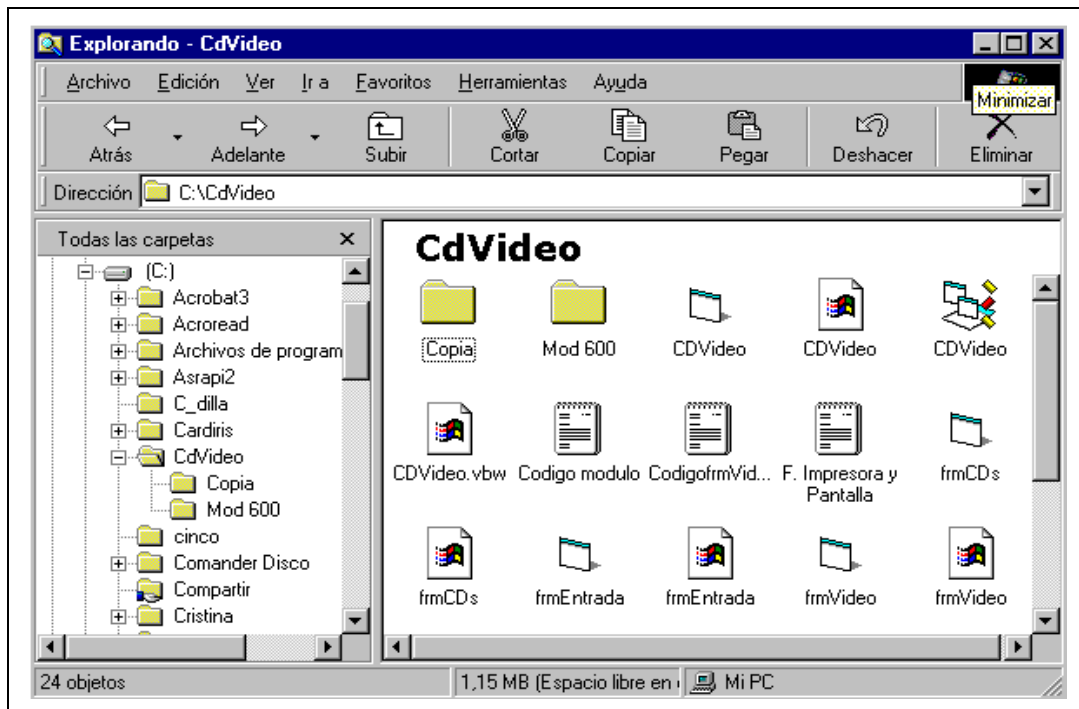 Explorando - CdVideo
Archivo Edición Ver Ir a Favoritos Herramientas Ayuda
Minimizar
Atrás Adelante Subir Cortar Copiar Pegar Deshacer Eliminar
Dirección C:\CdVideo
Todas las carpetas
(C:)
Acrobat3
Acroread
Archivos de program
Asrapi2
C_dilla
Cardiris
CdVideo
Copia
Mod 600
cinco
Comander Disco
Compartir
Cristina
CdVideo
Copia Mod 600 CDVideo CDVideo CDVideo
CDVideo.vbw Codigo modulo CodigofrmVid... F. Impresora y frmCDs
Pantalla
frmCDs frmEntrada frmEntrada frmVideo frmVideo
24 objetos 1,15 MB (Espacio libre en Mi PC